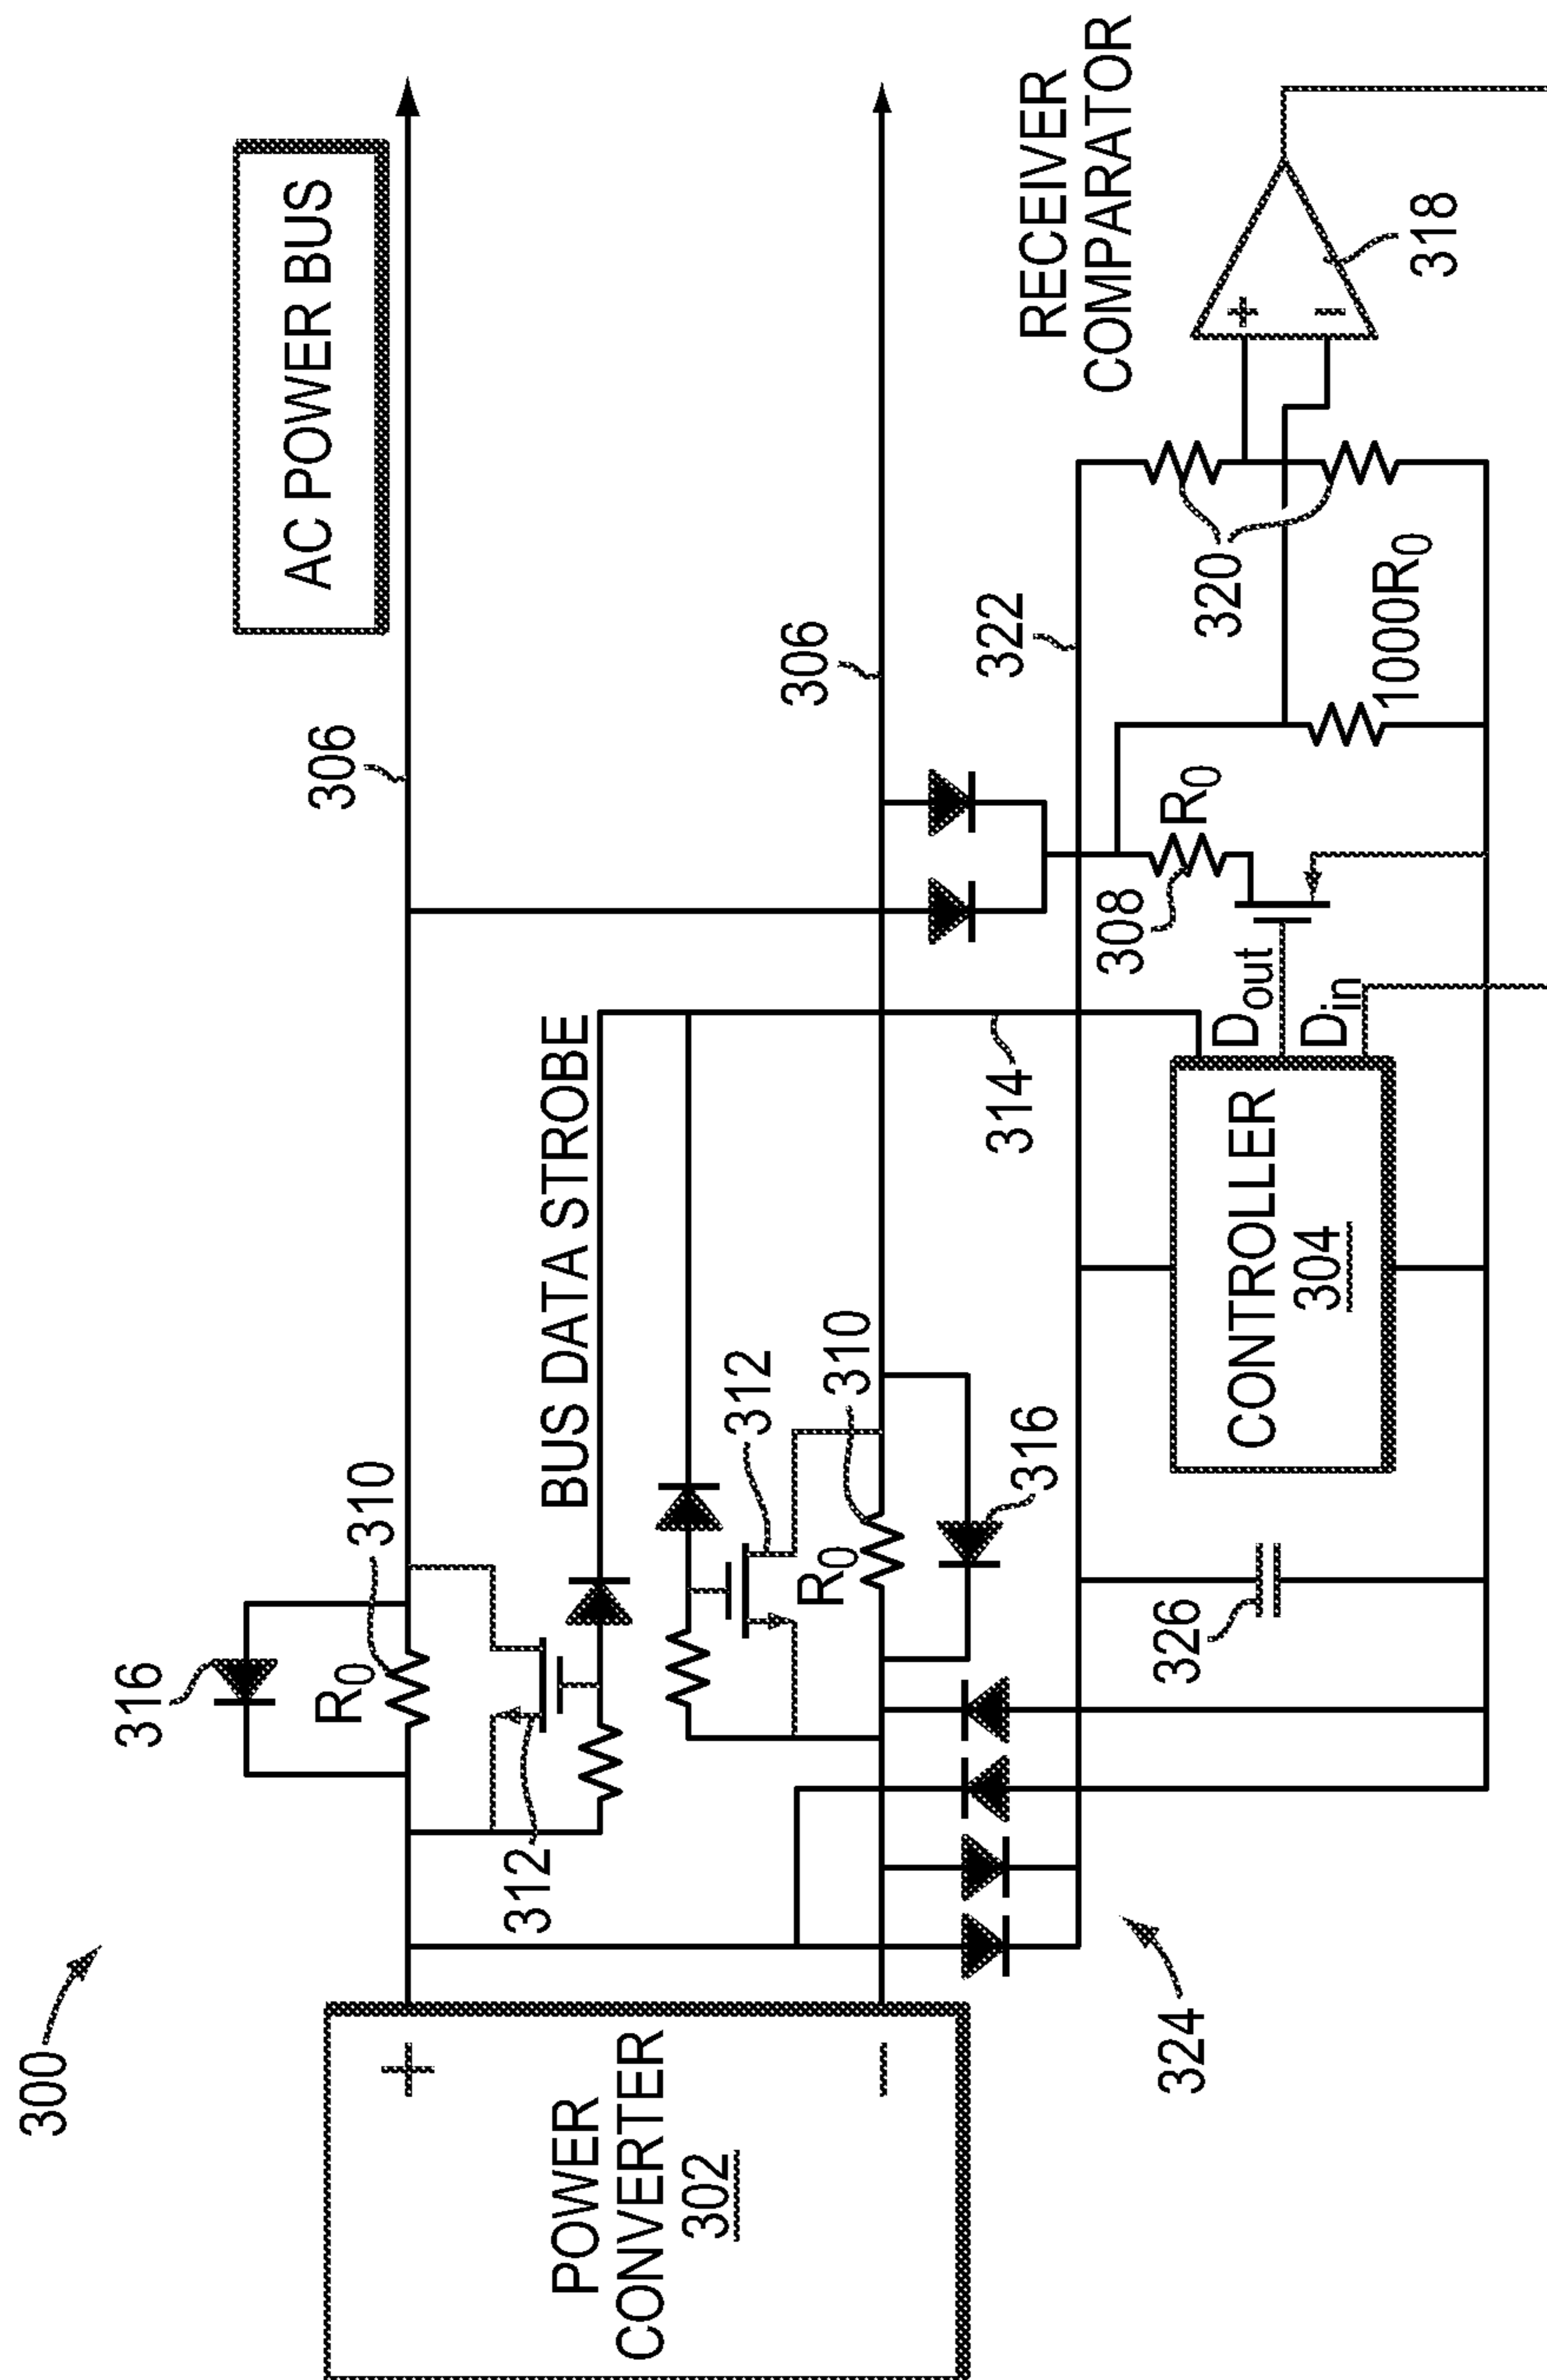 300
AC POWER BUS
306
316
310
R0
312
BUS DATA STROBE
312
306
310
R0
316
POWER
CONVERTER
302
+
−
324
326
314
322
RECEIVER
COMPARATOR
308
R0
Dout
Din
CONTROLLER
304
320
1000R0
+
−
318